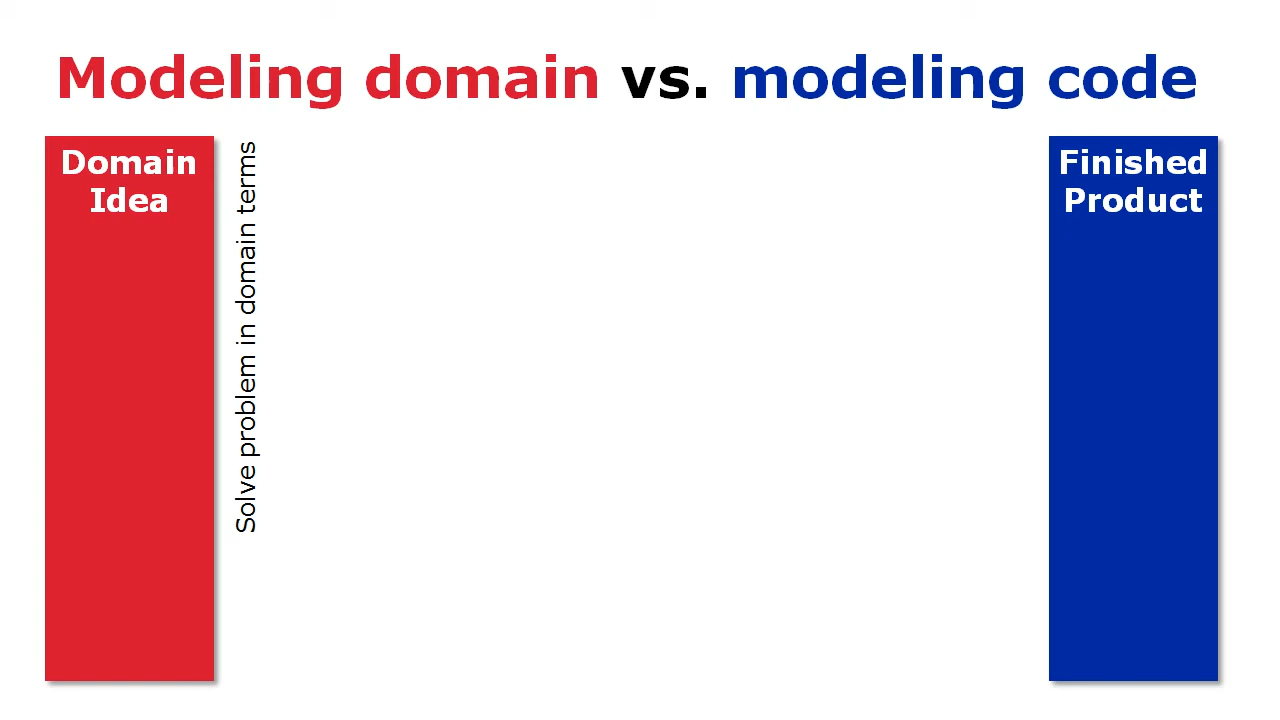 Modeling domain vs. modeling code
Domain
Idea
Solve problem in domain terms
Finished
Product